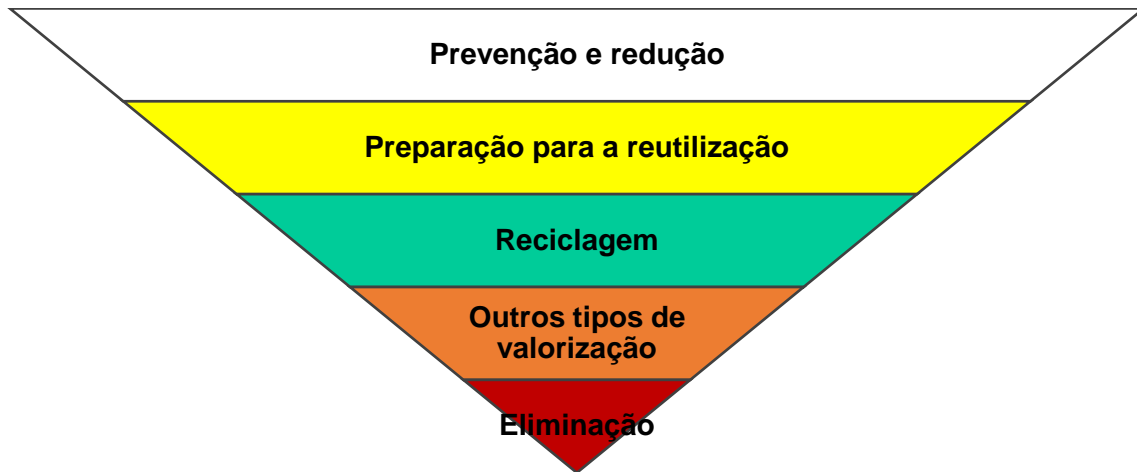 Prevenção e redução
Preparação para a reutilização
Reciclagem
Outros tipos de
valorização
Eliminação